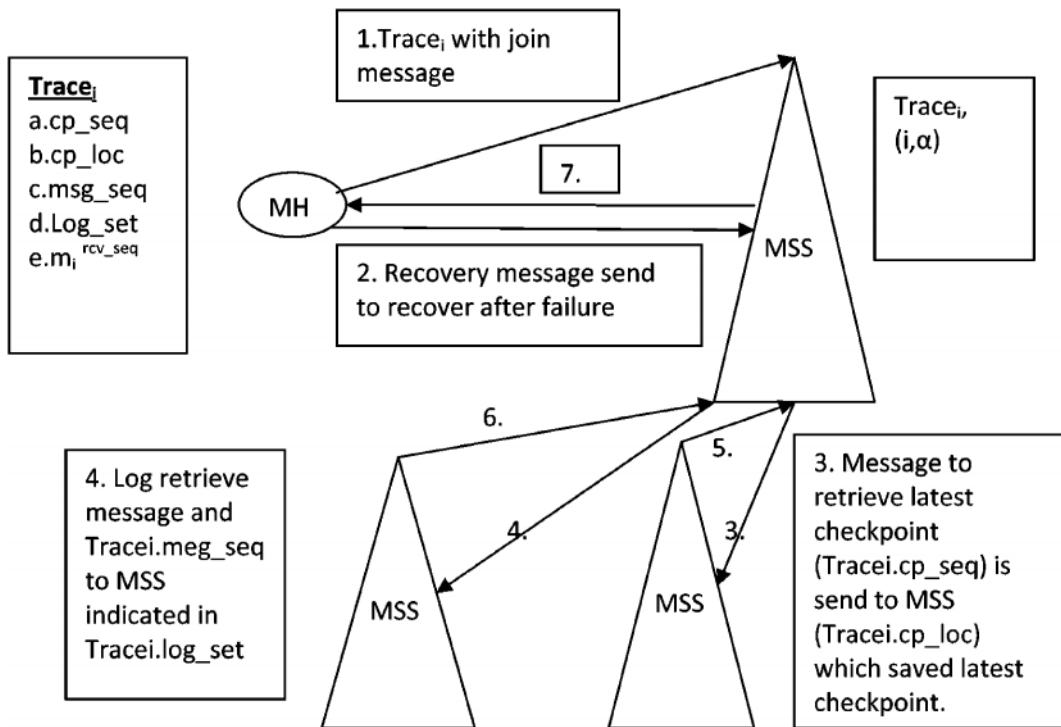 1.Traceᵢ with join
message
Traceᵢ
a.cp_seq
b.cp_loc
c.msg_seq
d.Log_set
e.mᵢ ʳᶜᵛ_ˢᵉq
Traceᵢ,
(i,α)
7.
MH
MSS
2. Recovery message send
to recover after failure
6.
5.
4. Log retrieve
message and
Tracei.meg_seq
to MSS
indicated in
Tracei.log_set
4.
3.
MSS
MSS
3. Message to
retrieve latest
checkpoint
(Tracei.cp_seq) is
send to MSS
(Tracei.cp_loc)
which saved latest
checkpoint.